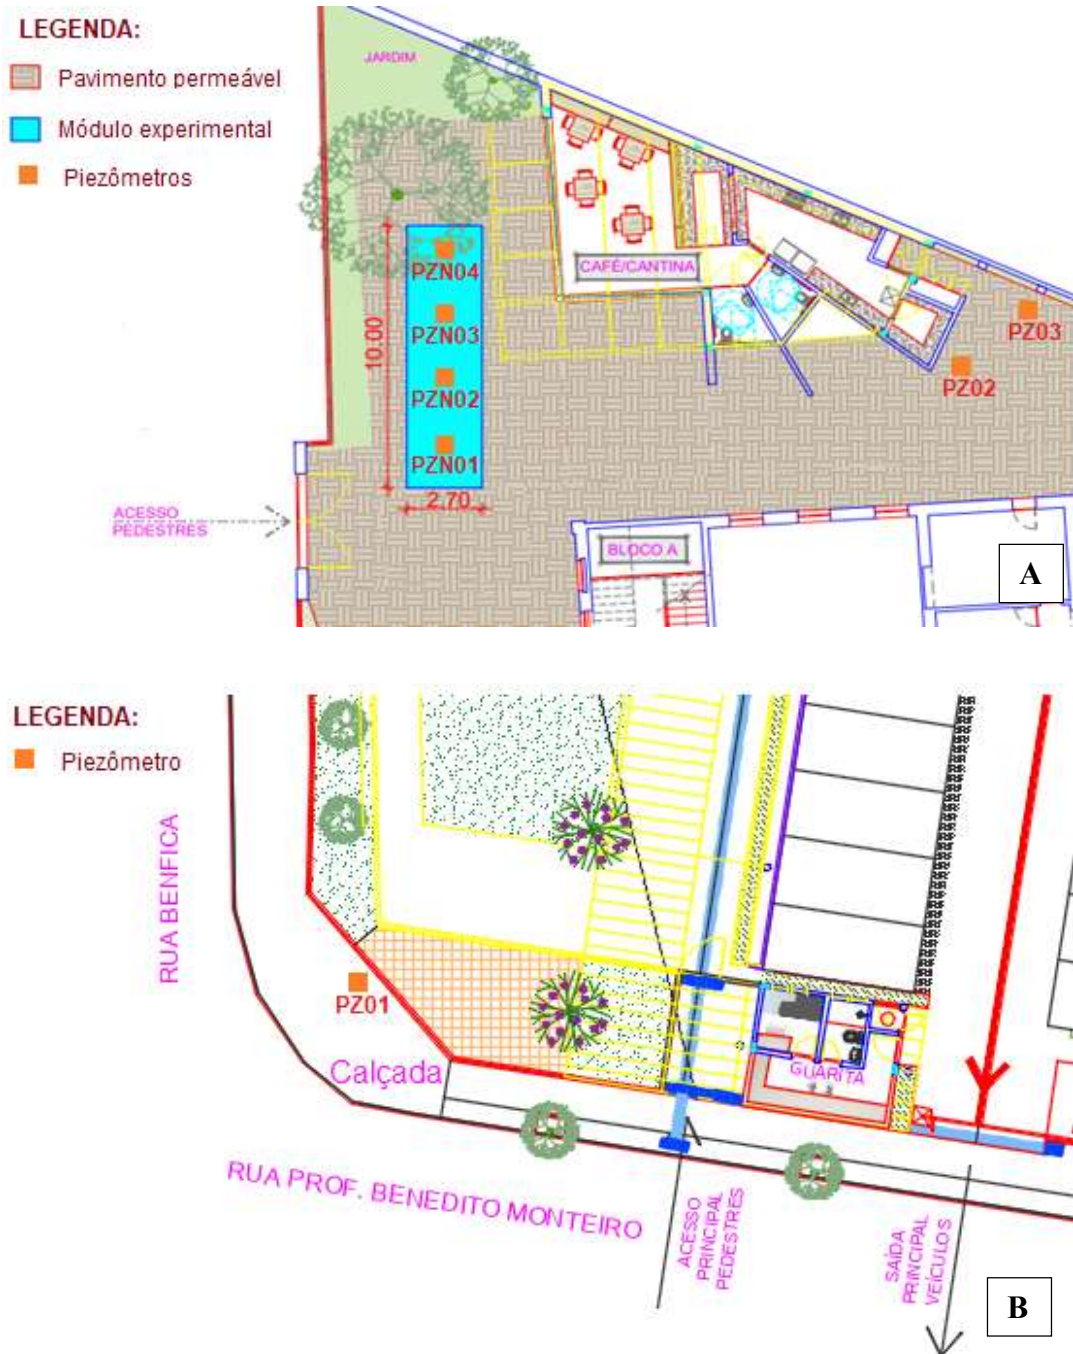 LEGENDA:
Pavimento permeável
Módulo experimental
Piezômetros
JARDIM
CAFÉ/CANTINA
PZN04
PZN03
PZN02
PZN01
10.00
2.70
PZ03
PZ02
ACESSO
PEDESTRES
BLOCO A
A
LEGENDA:
Piezômetro
RUA BENFICA
PZ01
Calçada
GUARITA
RUA PROF. BENEDITO MONTEIRO
ACESSO
PRINCIPAL
PEDESTRES
SAÍDA
PRINCIPAL
VEÍCULOS
B